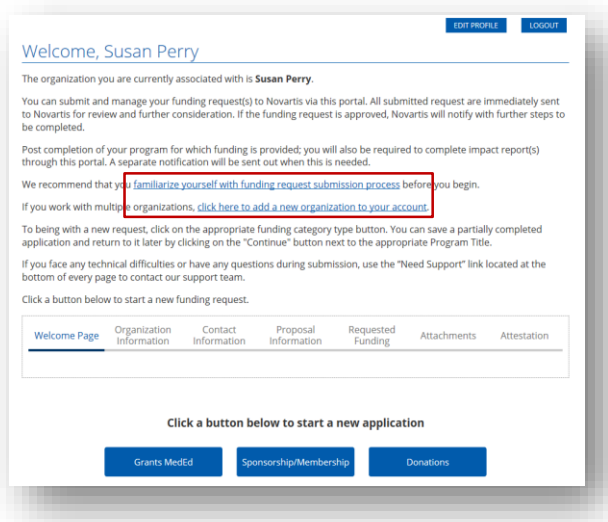 EDIT PROFILE LOGOUT
Welcome, Susan Perry
The organization you are currently associated with is Susan Perry.
You can submit and manage your funding request(s) to Novartis via this portal. All submitted request are immediately sent
to Novartis for review and further consideration. If the funding request is approved, Novartis will notify with further steps to
be completed.
Post completion of your program for which funding is provided; you will also be required to complete impact report(s)
through this portal. A separate notification will be sent out when this is needed.
We recommend that you familiarize yourself with funding request submission process before you begin.
If you work with multiple organizations, click here to add a new organization to your account.
To being with a new request, click on the appropriate funding category type button. You can save a partially completed
application and return to it later by clicking on the "Continue" button next to the appropriate Program Title.
If you face any technical difficulties or have any questions during submission, use the "Need Support" link located at the
bottom of every page to contact our support team.
Click a button below to start a new funding request.
Welcome Page Organization Information Contact Information Proposal Information Requested Funding Attachments Attestation
Click a button below to start a new application
Grants MedEd Sponsorship/Membership Donations